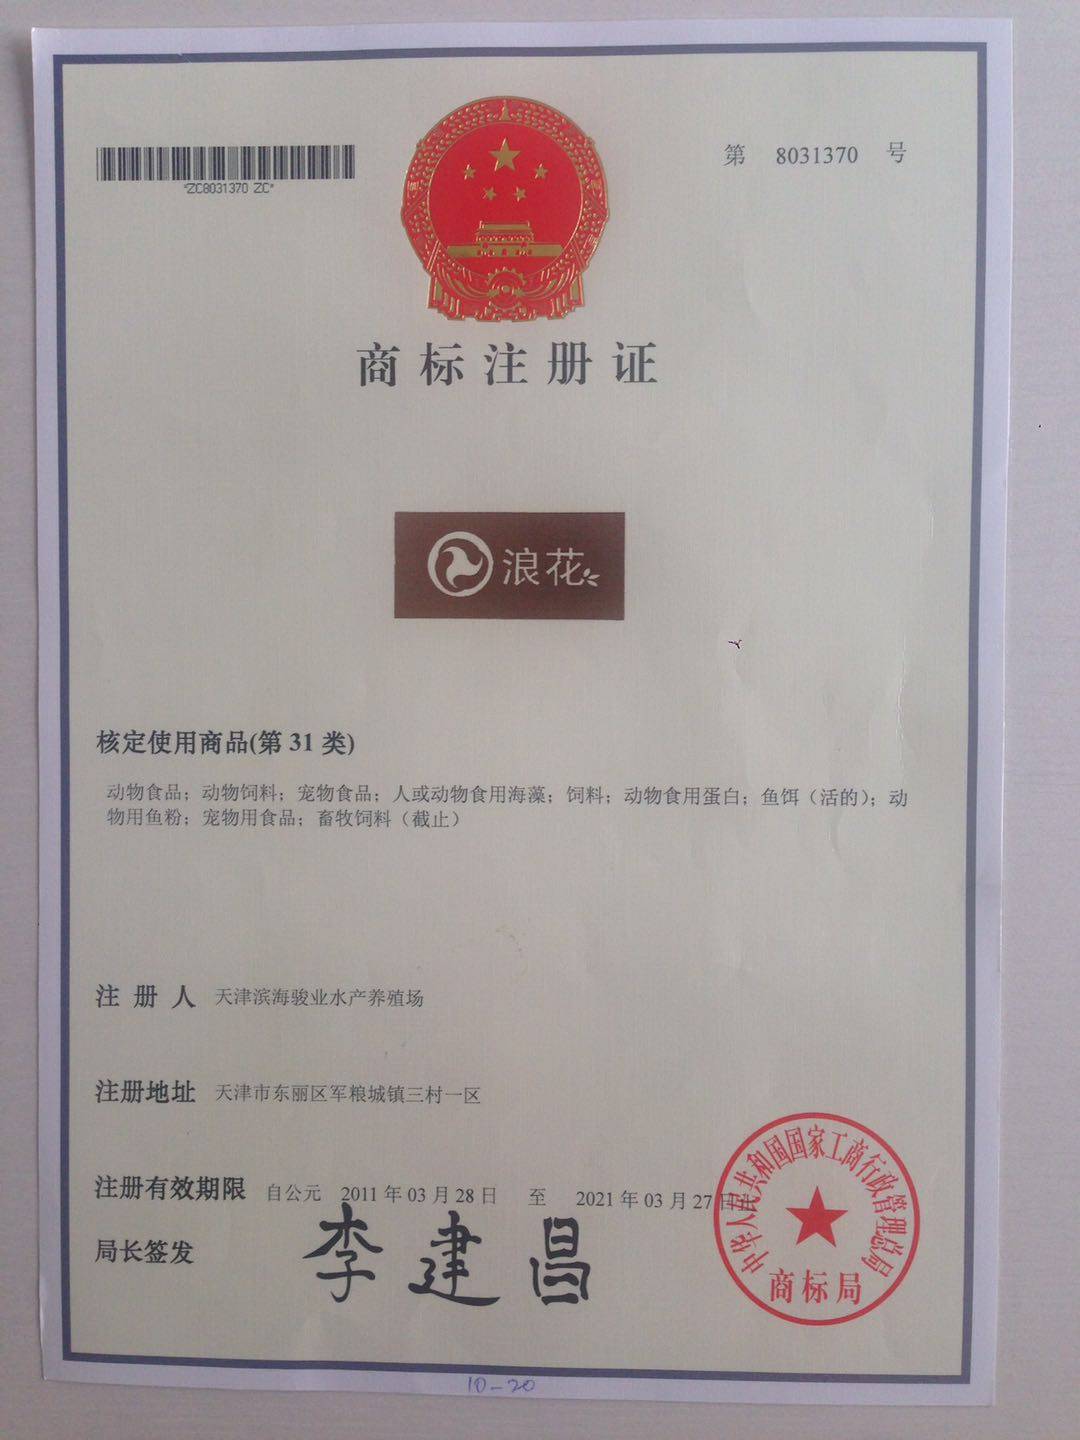 第 8031370 号
*ZC8031370 ZC*
商标注册证
浪花
核定使用商品(第 31 类)
动物食品；动物饲料；宠物食品；人或动物食用海藻；饲料；动物食用蛋白；鱼饵（活的）；动
物用鱼粉；宠物用食品；畜牧饲料（截止）
注册人 天津滨海骏业水产养殖场
注册地址 天津市东丽区军粮城镇三村一区
注册有效期限 自公元 2011 年 03 月 28 日 至 2021 年 03 月 27 日止
局长签发 李建昌
中华人民共和国国家工商行政管理总局
商标局
10-20